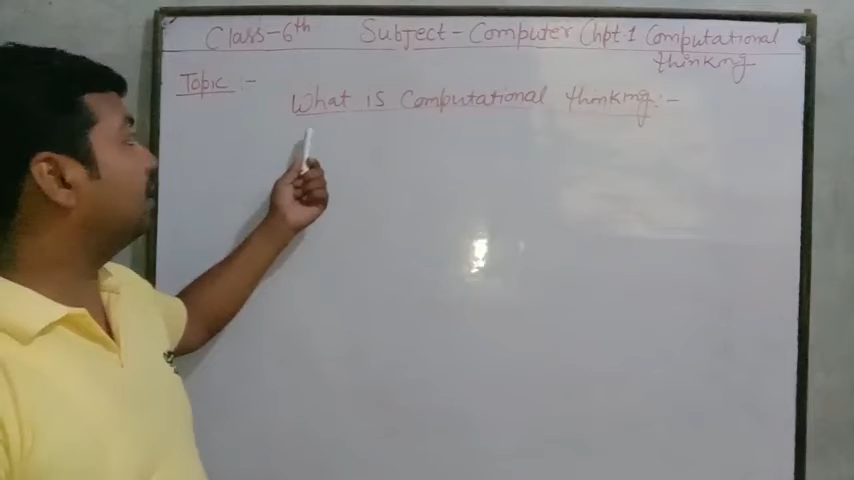 Class-6th Subject-Computer Chpt.1 Computational
thinking
Topic :-
What is Computational thinking:-